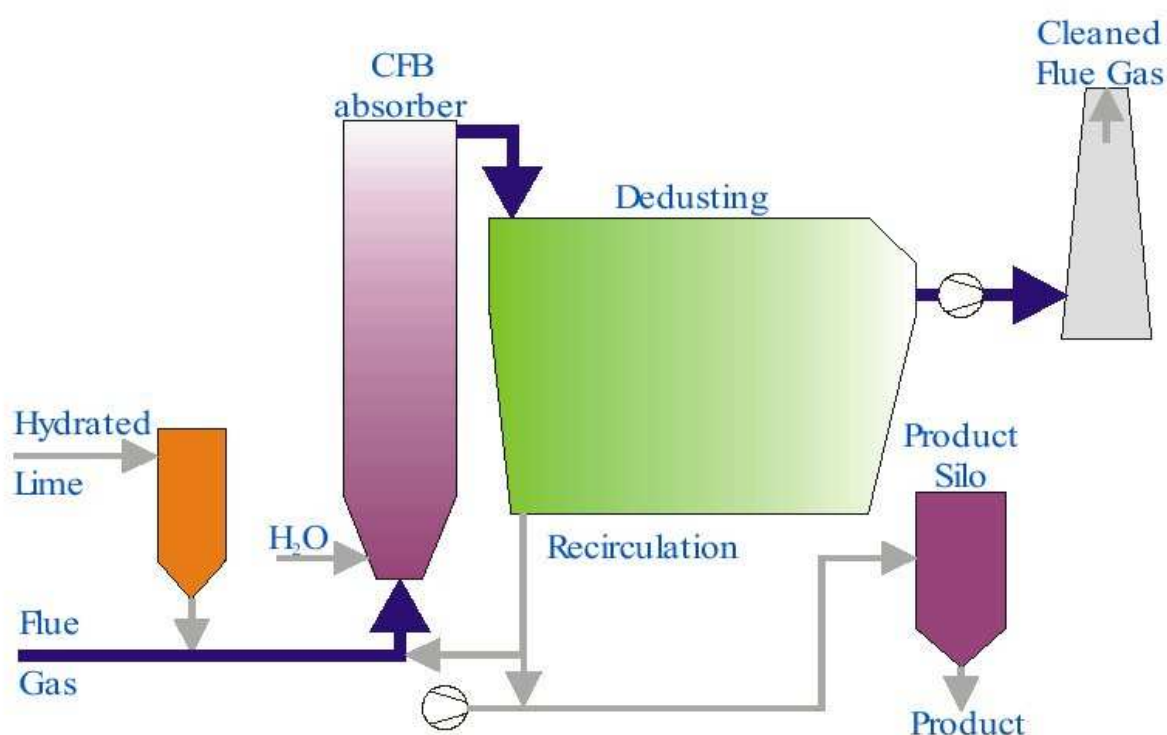 Cleaned
Flue Gas
CFB
absorber
Dedusting
Hydrated
Lime
Product
Silo
H₂O
Recirculation
Flue
Gas
Product